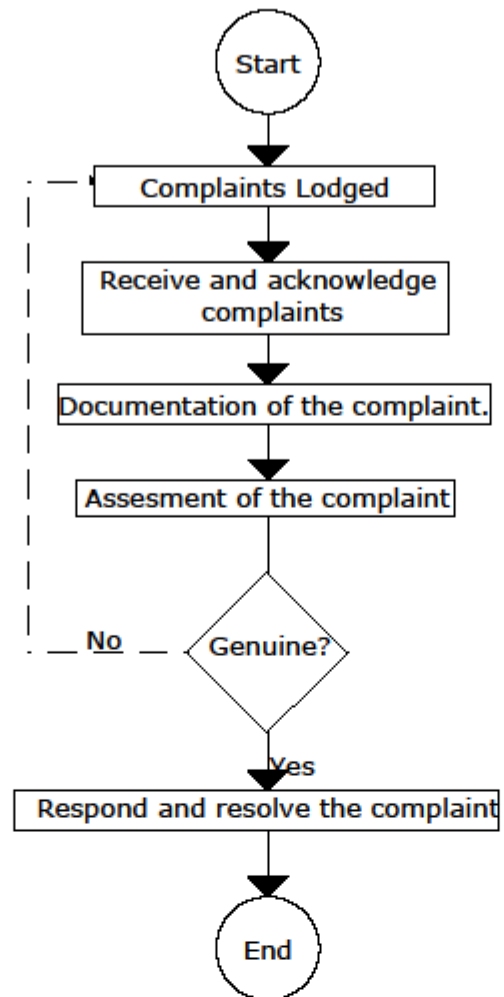 Start
Complaints Lodged
Receive and acknowledge
complaints
Documentation of the complaint.
Assesment of the complaint
Genuine?
No
Yes
Respond and resolve the complaint
End